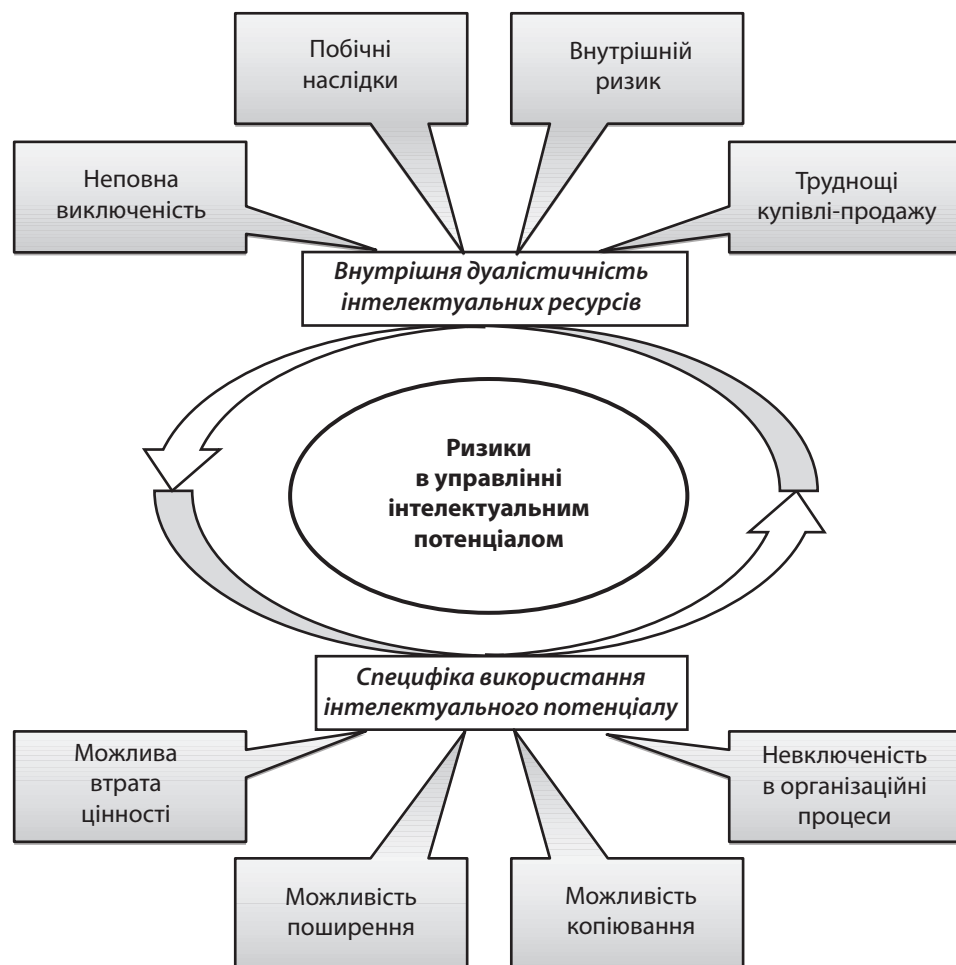 Побічні
наслідки
Внутрішній
ризик
Неповна
виключеність
Труднощі
купівлі-продажу
Внутрішня дуалістичність
інтелектуальних ресурсів
Ризики
в управлінні
інтелектуальним
потенціалом
Специфіка використання
інтелектуального потенціалу
Можлива
втрата
цінності
Невключеність
в організаційні
процеси
Можливість
поширення
Можливість
копіювання